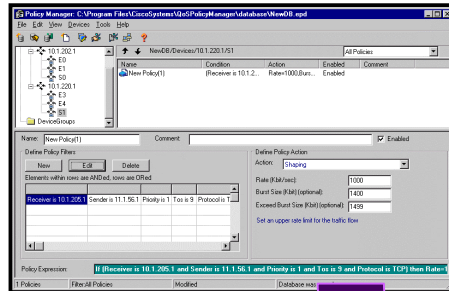 Policy Manager: C:\Program Files\CiscoSystems\QoSPolicyManager\database\NewDB.epd
File Edit View Devices Tools Help
10.1.202.1
E0
E1
S0
10.1.220.1
E3
E4
S1
DeviceGroups
NewDB/Devices/10.1.220.1/S1
All Policies
Name Condition Action Enabled Comment
New Policy(1) (Receiver is 10.1.2... Rate=1000,Burs... Enabled
Name: New Policy(1) Comment: Enabled
Define Policy Filters
New Edit Delete
Elements within rows are ANDed, rows are ORed
Receiver is 10.1.205.1 Sender is 11.1.56.1 Priority is 1 Tos is 9 Protocol is T
Define Policy Action
Action: Shaping
Rate (Kbit/sec): 1000
Burst Size (Kbit) (optional): 1400
Exceed Burst Size (Kbit) (optional): 1499
Set an upper rate limit for the traffic flow
Policy Expression: If (Receiver is 10.1.205.1 and Sender is 11.1.56.1 and Priority is 1 and Tos is 9 and Protocol is TCP) then Rate=1
1 Policies Filter:All Policies Modified Database was